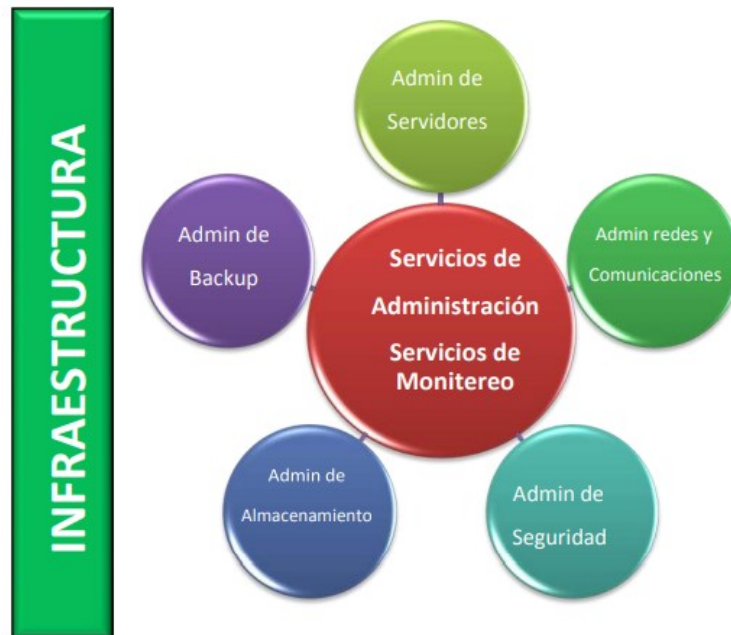 INFRAESTRUCTURA
Admin de
Servidores
Admin de
Backup
Servicios de
Administración
Servicios de
Monitereo
Admin redes y
Comunicaciones
Admin de
Almacenamiento
Admin de
Seguridad